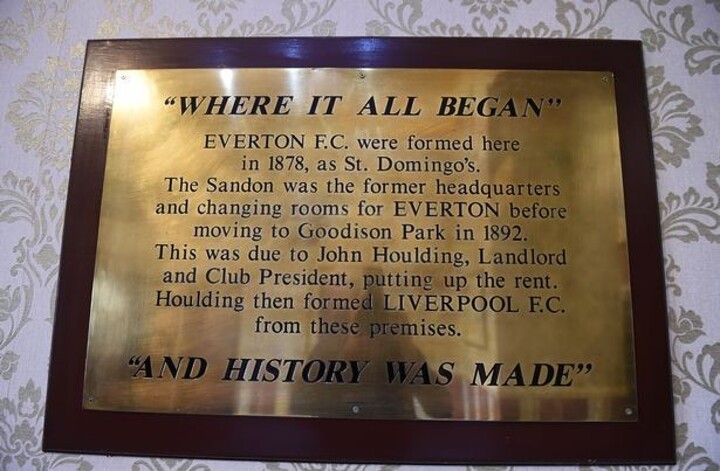 “WHERE IT ALL BEGAN”
EVERTON F.C. were formed here
in 1878, as St. Domingo’s.
The Sandon was the former headquarters
and changing rooms for EVERTON before
moving to Goodison Park in 1892.
This was due to John Houlding, Landlord
and Club President, putting up the rent.
Houlding then formed LIVERPOOL F.C.
from these premises.
“AND HISTORY WAS MADE”